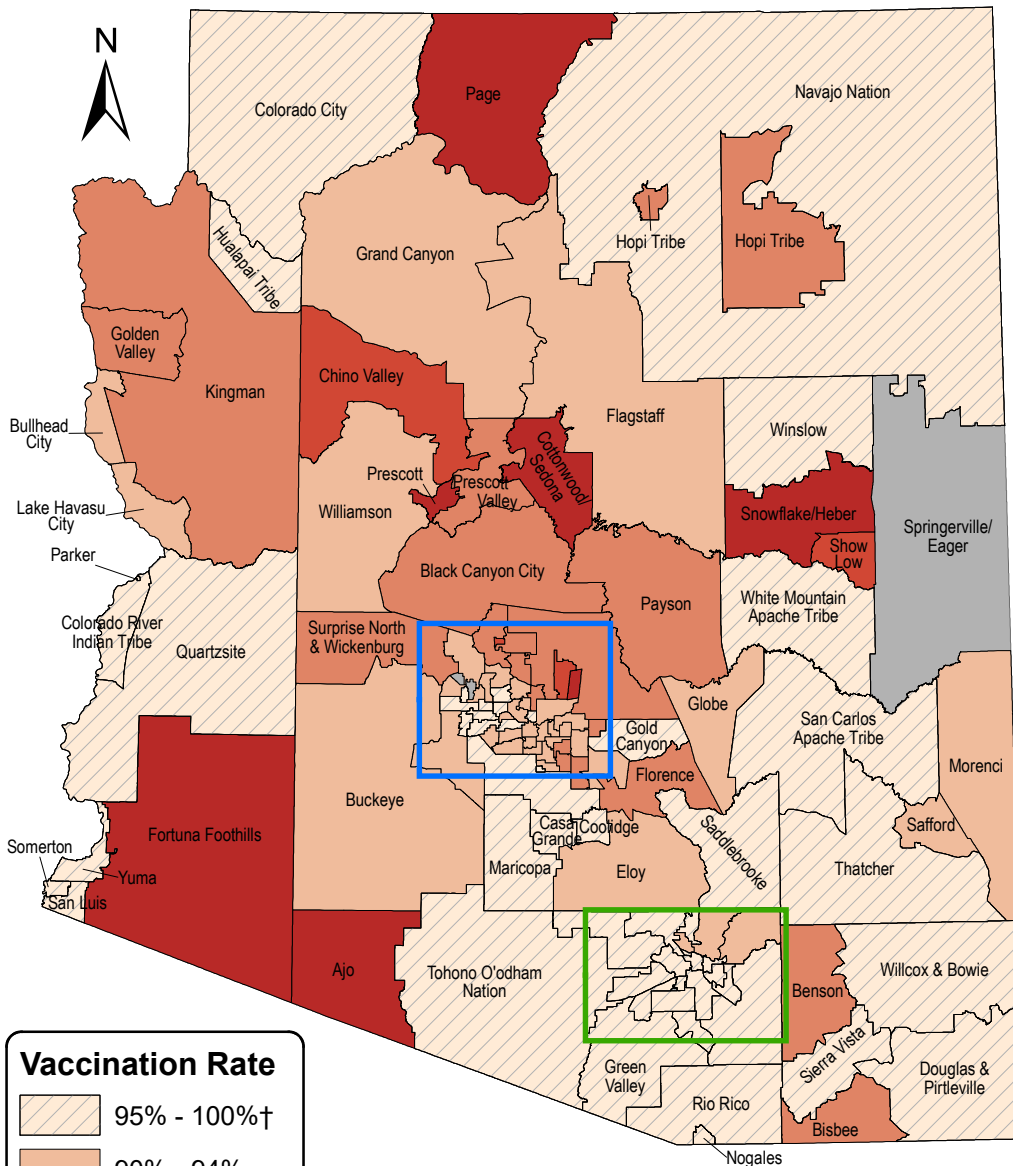 N
Page
Navajo Nation
Colorado City
Hualapai Tribe
Grand Canyon
Hopi Tribe
Hopi Tribe
Golden
Valley
Kingman
Chino Valley
Flagstaff
Bullhead
City
Winslow
Cottonwood/
Sedona
Prescott
Prescott
Valley
Lake Havasu
City
Williamson
Snowflake/Heber
Springerville/
Eager
Show
Low
Parker
Black Canyon City
Payson
White Mountain
Apache Tribe
Colorado River
Indian Tribe
Quartzsite
Surprise North
& Wickenburg
Globe
San Carlos
Apache Tribe
Gold
Canyon
Morenci
Florence
Buckeye
Fortuna Foothills
Casa
Grande
Coolidge
Saddlebrooke
Safford
Somerton
Yuma
San Luis
Maricopa
Eloy
Thatcher
Ajo
Tohono O'odham
Nation
Benson
Willcox & Bowie
Sierra Vista
Green
Valley
Douglas &
Pirtleville
Rio Rico
Bisbee
Nogales
Vaccination Rate
95% - 100%†
90% - 94%